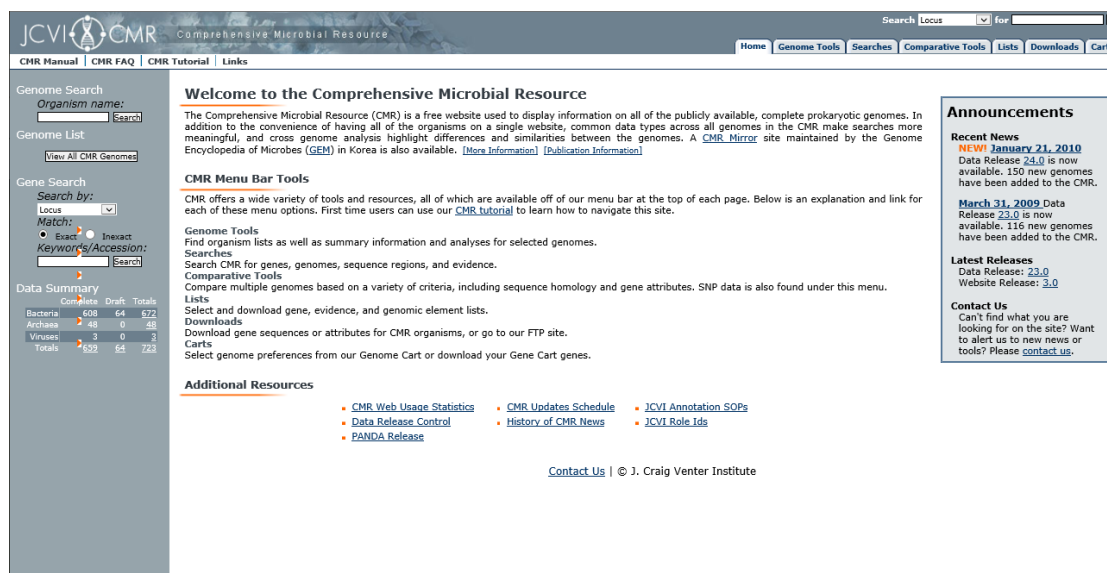 JCVI CMR Comprehensive Microbial Resource
Search Locus for
Home Genome Tools Searches Comparative Tools Lists Downloads
CMR Manual | CMR FAQ | CMR Tutorial | Links
Genome Search
Organism name:
Search
Genome List
View All CMR Genomes
Gene Search
Search by:
Locus
Match:
Exact Inexact
Keywords/Accession:
Search
Data Summary
Complete Draft Totals
Bacteria 608 64 672
Archaea 48 0 48
Viruses 3 0 3
Totals 659 64 723
Welcome to the Comprehensive Microbial Resource
The Comprehensive Microbial Resource (CMR) is a free website used to display information on all of the publicly available, complete prokaryotic genomes. In
addition to the convenience of having all of the organisms on a single website, common data types across all genomes in the CMR make searches more
meaningful, and cross genome analysis highlight differences and similarities between the genomes. A CMR Mirror site maintained by the Genome
Encyclopedia of Microbes (GEM) in Korea is also available. [More Information] [Publication Information]
CMR Menu Bar Tools
CMR offers a wide variety of tools and resources, all of which are available off of our menu bar at the top of each page. Below is an explanation and link for
each of these menu options. First time users can use our CMR tutorial to learn how to navigate this site.
Genome Tools
Find organism lists as well as summary information and analyses for selected genomes.
Searches
Search CMR for genes, genomes, sequence regions, and evidence.
Comparative Tools
Compare multiple genomes based on a variety of criteria, including sequence homology and gene attributes. SNP data is also found under this menu.
Lists
Select and download gene, evidence, and genomic element lists.
Downloads
Download gene sequences or attributes for CMR organisms, or go to our FTP site.
Carts
Select genome preferences from our Genome Cart or download your Gene Cart genes.
Additional Resources
CMR Web Usage Statistics CMR Updates Schedule JCVI Annotation SOPs
Data Release Control History of CMR News JCVI Role Ids
PANDA Release
Contact Us | © J. Craig Venter Institute
Announcements
Recent News
NEW! January 21, 2010
Data Release 24.0 is now
available. 150 new genomes
have been added to the CMR.
March 31, 2009 Data
Release 23.0 is now
available. 116 new genomes
have been added to the CMR.
Latest Releases
Data Release: 23.0
Website Release: 3.0
Contact Us
Can't find what you are
looking for on the site? Want
to alert us to new news or
tools? Please contact us.